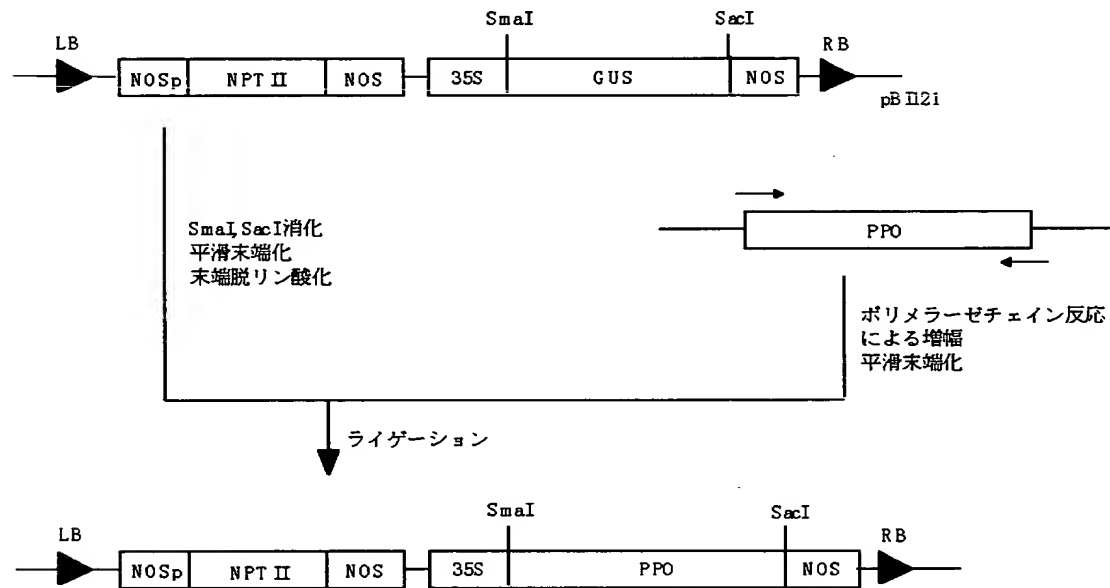 SmaI SacI
LB RB
NOSp NPT II NOS 35S GUS NOS
pBII2i
SmaI,SacI消化
平滑末端化
末端脱リン酸化
PPO
ポリメラーゼチェイン反応
による増幅
平滑末端化
ライゲーション
SmaI SacI
LB RB
NOSp NPT II NOS 35S PPO NOS